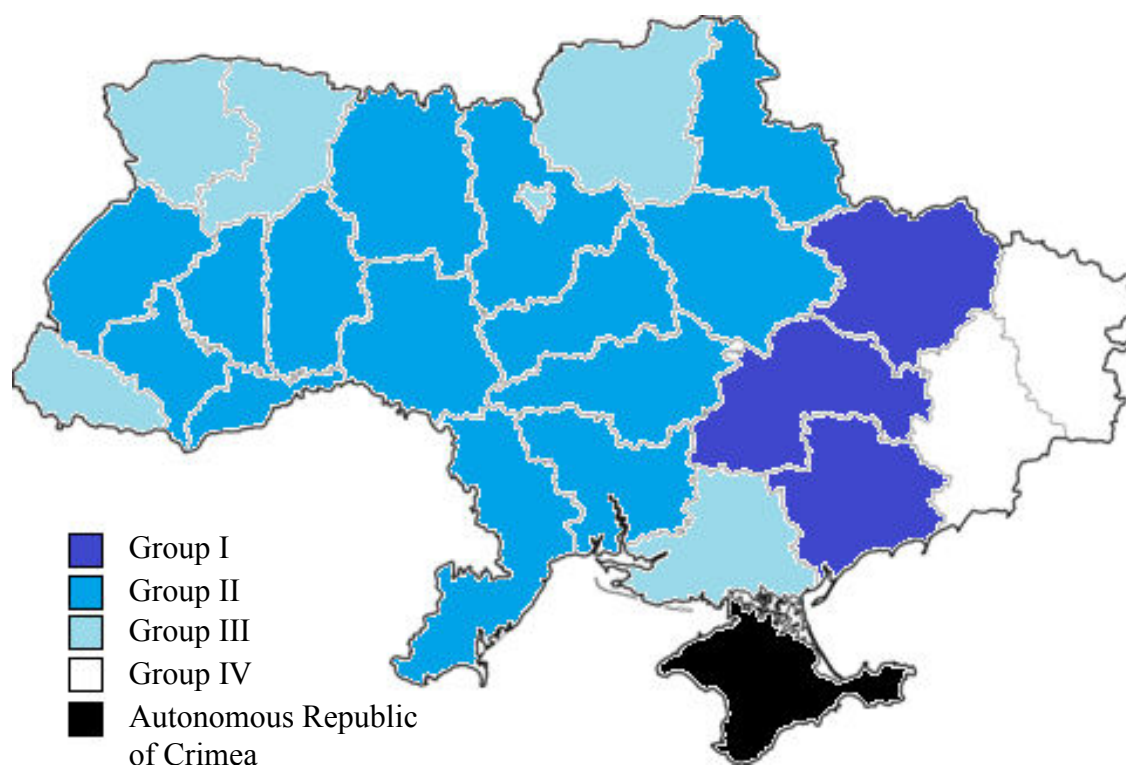 Group I
Group II
Group III
Group IV
Autonomous Republic
of Crimea